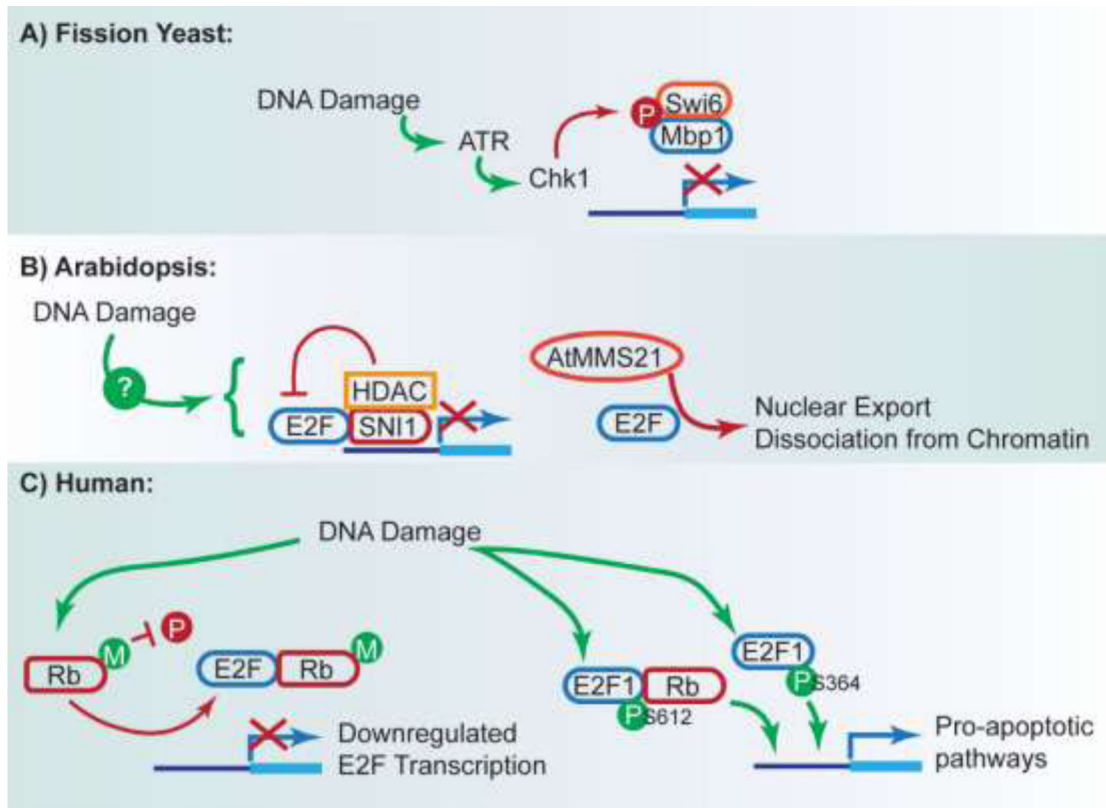 A) Fission Yeast:
DNA Damage
ATR
Chk1
P
Swi6
Mbp1
B) Arabidopsis:
DNA Damage
?
{
HDAC
E2F
SNI1
AtMMS21
E2F
Nuclear Export
Dissociation from Chromatin
C) Human:
DNA Damage
Rb
M
P
E2F
Rb
M
Downregulated
E2F Transcription
E2F1
Rb
P S612
E2F1
P S364
Pro-apoptotic
pathways